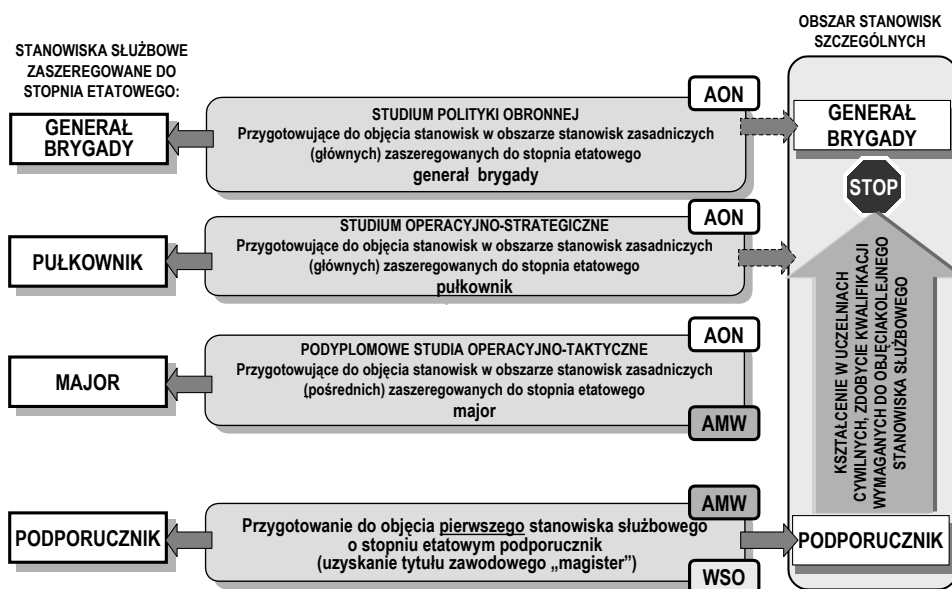 STANOWISKA SŁUŻBOWE
ZASZEREGOWANE DO
STOPNIA ETATOWEGO:
OBSZAR STANOWISK
SZCZEGÓLNYCH
GENERAŁ
BRYGADY
AON
STUDIUM POLITYKI OBRONNEJ
Przygotowujące do objęcia stanowisk w obszarze stanowisk zasadniczych
(głównych) zaszeregowanych do stopnia etatowego
generał brygady
GENERAŁ
BRYGADY
STOP
PUŁKOWNIK
AON
STUDIUM OPERACYJNO-STRATEGICZNE
Przygotowujące do objęcia stanowisk w obszarze stanowisk zasadniczych
(głównych) zaszeregowanych do stopnia etatowego
pułkownik
MAJOR
AON
PODYPLOMOWE STUDIA OPERACYJNO-TAKTYCZNE
Przygotowujące do objęcia stanowisk w obszarze stanowisk zasadniczych
(pośrednich) zaszeregowanych do stopnia etatowego
major
AMW
KSZTAŁCENIE W UCZELNIACH
CYWILNYCH, ZDOBYCIE KWALIFIKACJI
WYMAGANYCH DO OBJĘCIAKOLEJNEGO
STANOWISKA SŁUŻBOWEGO
PODPORUCZNIK
AMW
Przygotowanie do objęcia pierwszego stanowiska służbowego
o stopniu etatowym podporucznik
(uzyskanie tytułu zawodowego „magister”)
WSO
PODPORUCZNIK